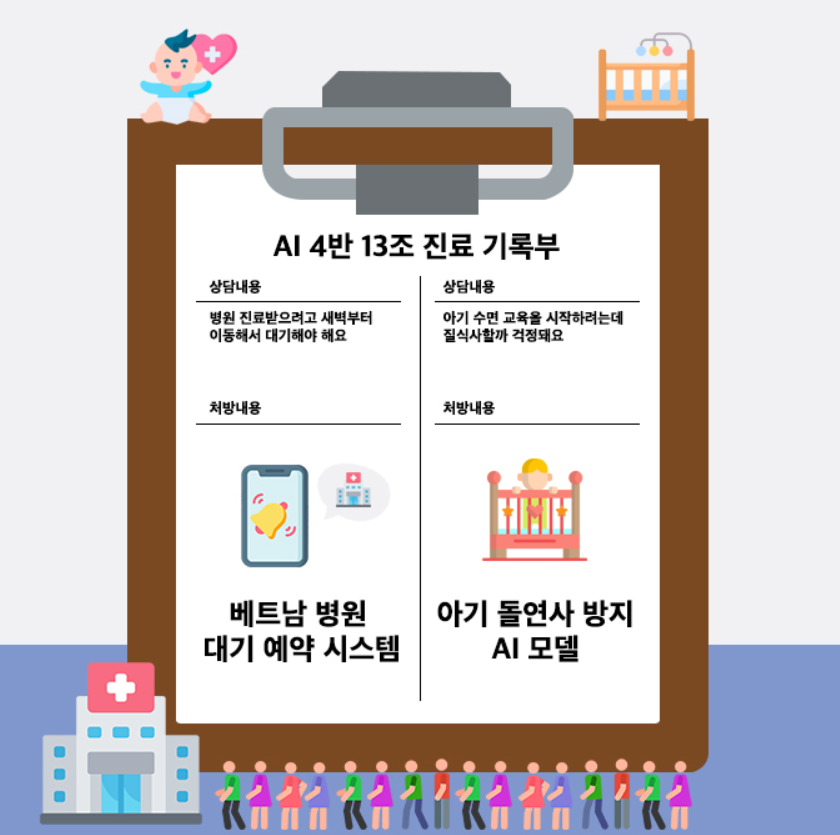 AI 4반 13조 진료 기록부
상담내용
병원 진료받으려고 새벽부터
이동해서 대기해야 해요
처방내용
베트남 병원
대기 예약 시스템
상담내용
아기 수면 교육을 시작하려는데
질식사할까 걱정돼요
처방내용
아기 돌연사 방지
AI 모델